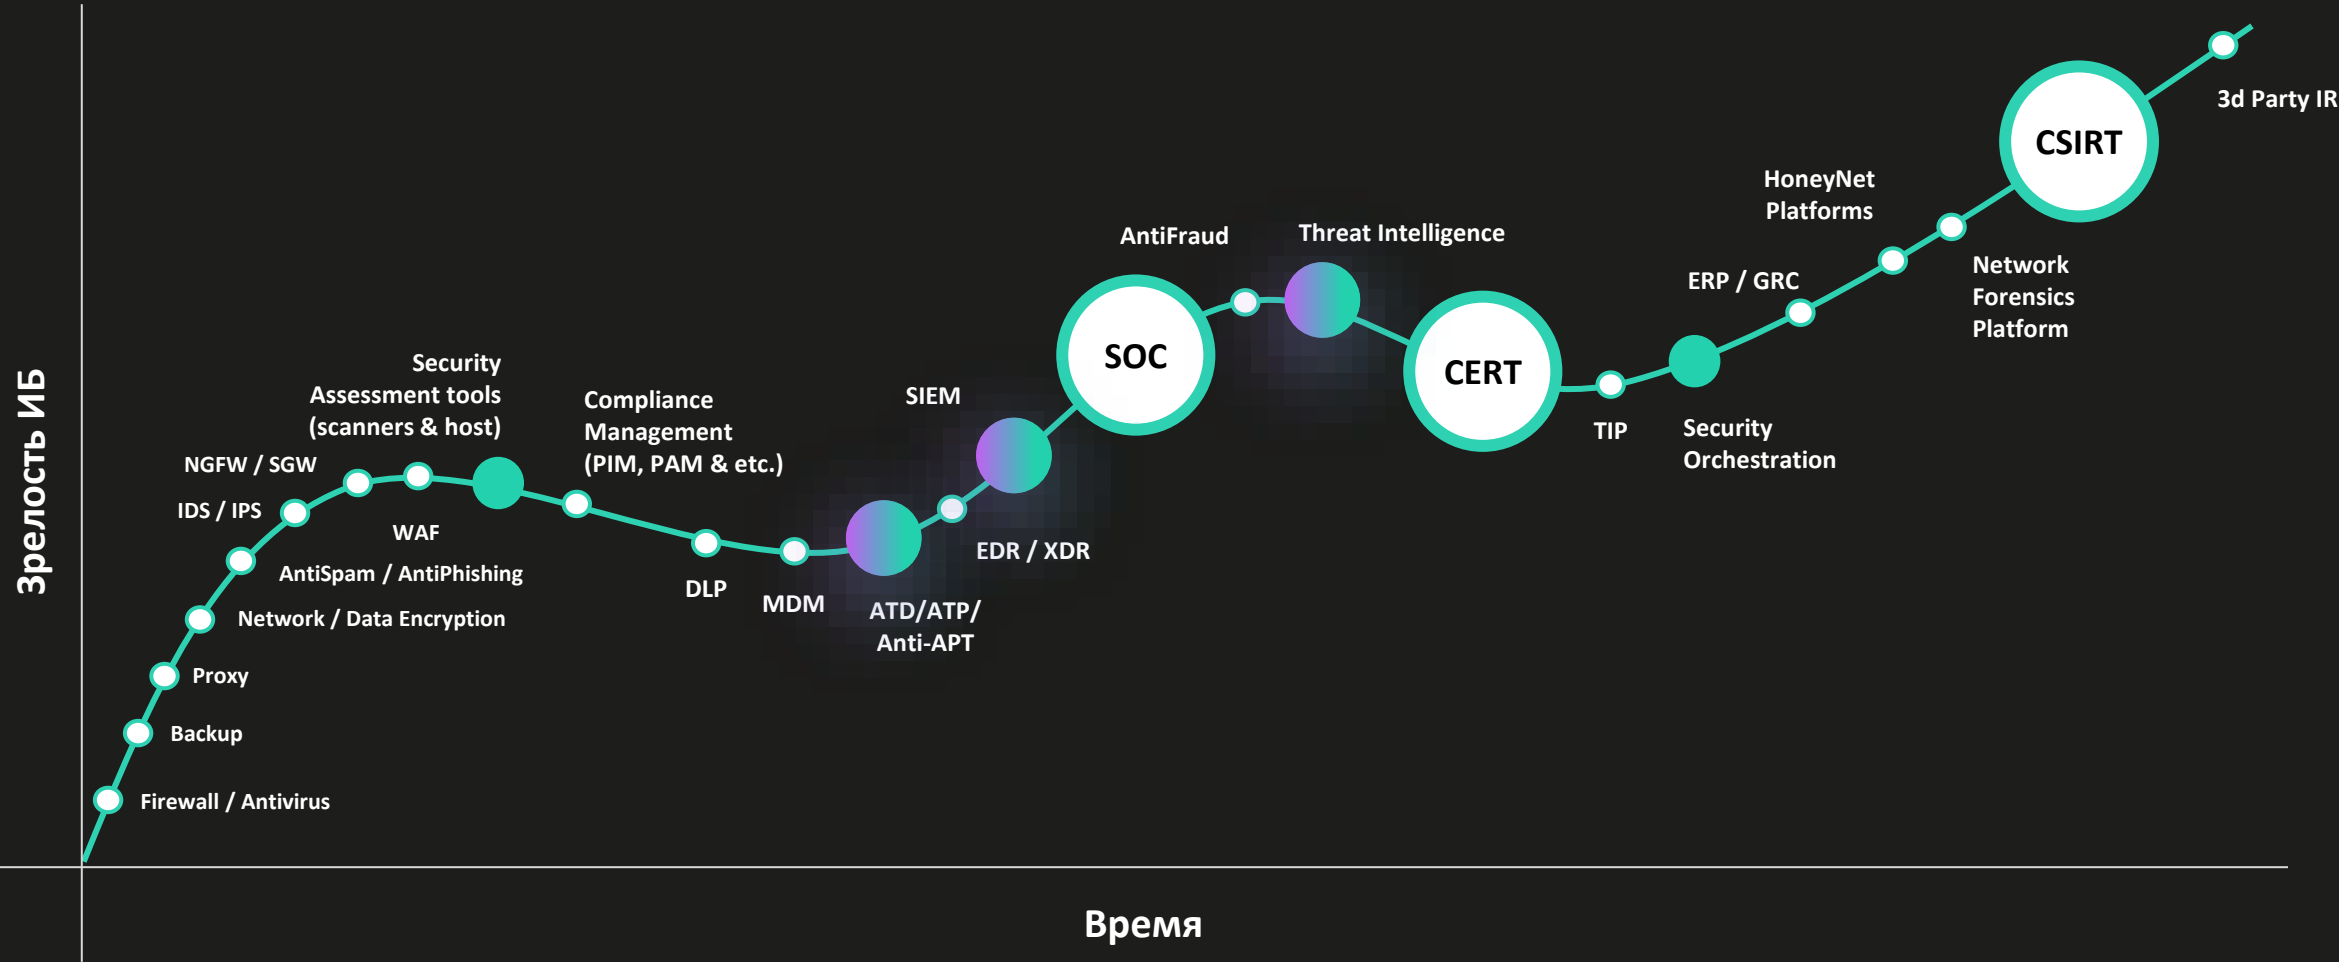 Зрелость ИБ
Firewall / Antivirus
Backup
Proxy
Network / Data Encryption
AntiSpam / AntiPhishing
IDS / IPS
NGFW / SGW
WAF
Security
Assessment tools
(scanners & host)
Compliance
Management
(PIM, PAM & etc.)
DLP
MDM
ATD/ATP/
Anti-APT
EDR / XDR
SIEM
SOC
AntiFraud
Threat Intelligence
CERT
TIP
Security
Orchestration
ERP / GRC
HoneyNet
Platforms
Network
Forensics
Platform
CSIRT
3d Party IR
Время